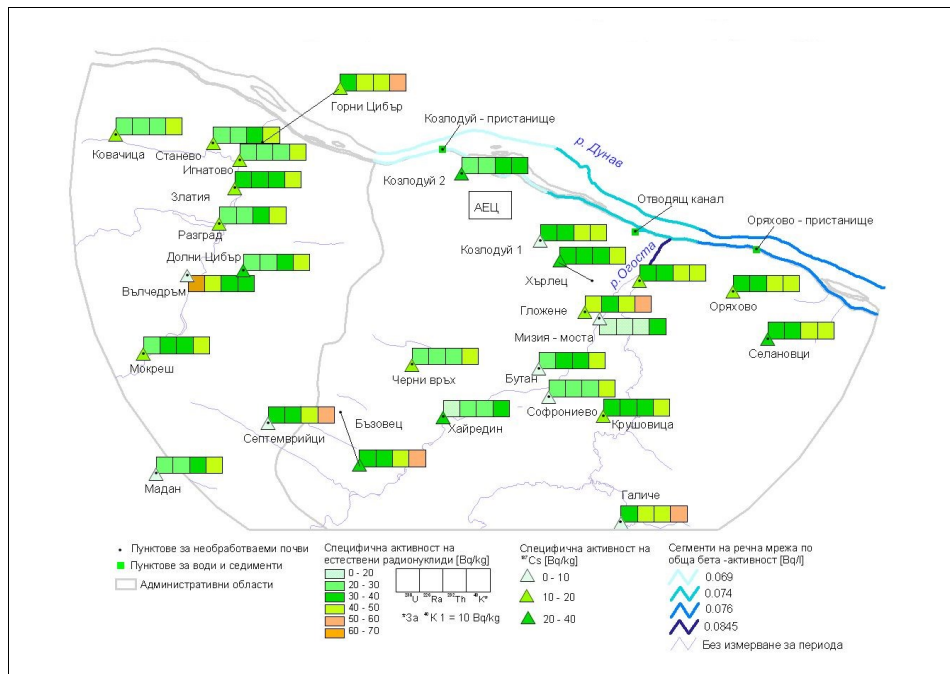 Горни Цибър
Козлодуй - пристанище
р. Дунав
Ковачица
Станево
Игнатово
Козлодуй 2
Златия
АЕЦ
Отводящ канал
Оряхово - пристанище
Разград
Козлодуй 1
Долни Цибър
Хърлец
р.Огоста
Вълчедръм
Гложене
Оряхово
Мизия - моста
Селановци
Мокреш
Черни връх
Бутан
Софрониево
Бъзовец
Септемврийци
Хайредин
Крушовица
Мадан
Галиче
Пунктове за необработваеми почви
Пунктове за води и седименти
Административни области
Специфична активност на
естествени радионуклиди [Bq/kg]
0 - 20
20 - 30
30 - 40
40 - 50
50 - 60
60 - 70
²³⁸U ²²⁶Ra ²³²Th ⁴⁰K*
*За ⁴⁰K 1 = 10 Bq/kg
Специфична активност на
¹³⁷Cs [Bq/kg]
0 - 10
10 - 20
20 - 40
Сегменти на речна мрежа по
обща бета -активност [Bq/l]
0.069
0.074
0.076
0.0845
Без измерване за периода